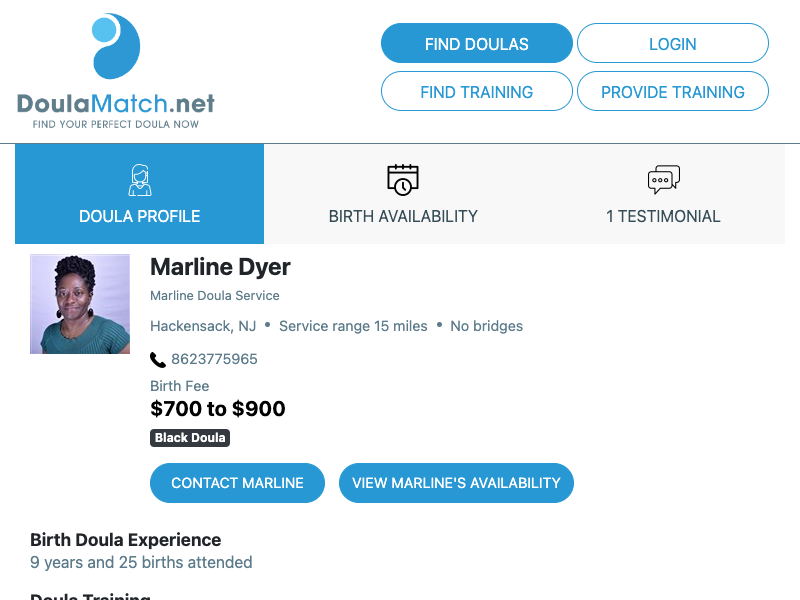 DoulaMatch.net
FIND YOUR PERFECT DOULA NOW
FIND DOULAS
LOGIN
FIND TRAINING
PROVIDE TRAINING
DOULA PROFILE
BIRTH AVAILABILITY
1 TESTIMONIAL
Marline Dyer
Marline Doula Service
Hackensack, NJ • Service range 15 miles • No bridges
8623775965
Birth Fee
$700 to $900
Black Doula
CONTACT MARLINE
VIEW MARLINE'S AVAILABILITY
Birth Doula Experience
9 years and 25 births attended
Doula Training